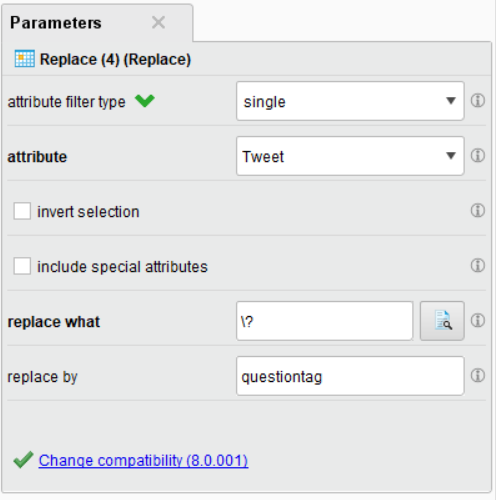 Parameters
Replace (4) (Replace)
attribute filter type single
attribute Tweet
invert selection
include special attributes
replace what \?
replace by questiontag
Change compatibility (8.0.001)